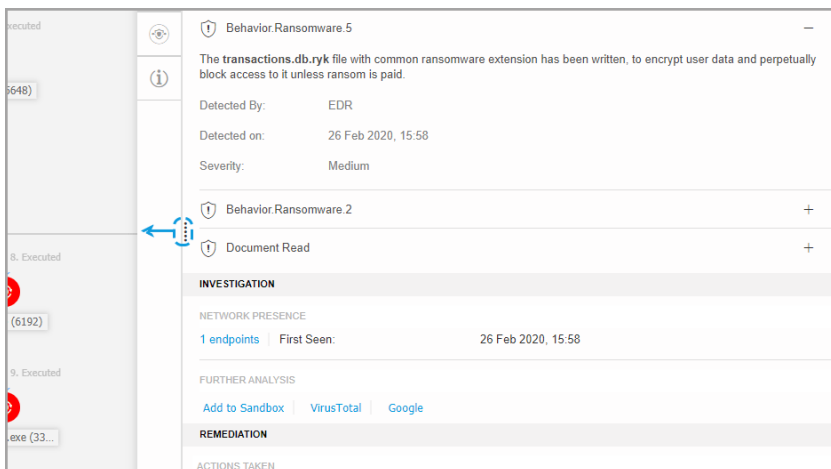 xecuted
5648)
8. Executed
(6192)
9. Executed
.exe (33...
Behavior.Ransomware.5
The transactions.db.ryk file with common ransomware extension has been written, to encrypt user data and perpetually
block access to it unless ransom is paid.
Detected By: EDR
Detected on: 26 Feb 2020, 15:58
Severity: Medium
Behavior.Ransomware.2
Document Read
INVESTIGATION
NETWORK PRESENCE
1 endpoints First Seen: 26 Feb 2020, 15:58
FURTHER ANALYSIS
Add to Sandbox VirusTotal Google
REMEDIATION
ACTIONS TAKEN